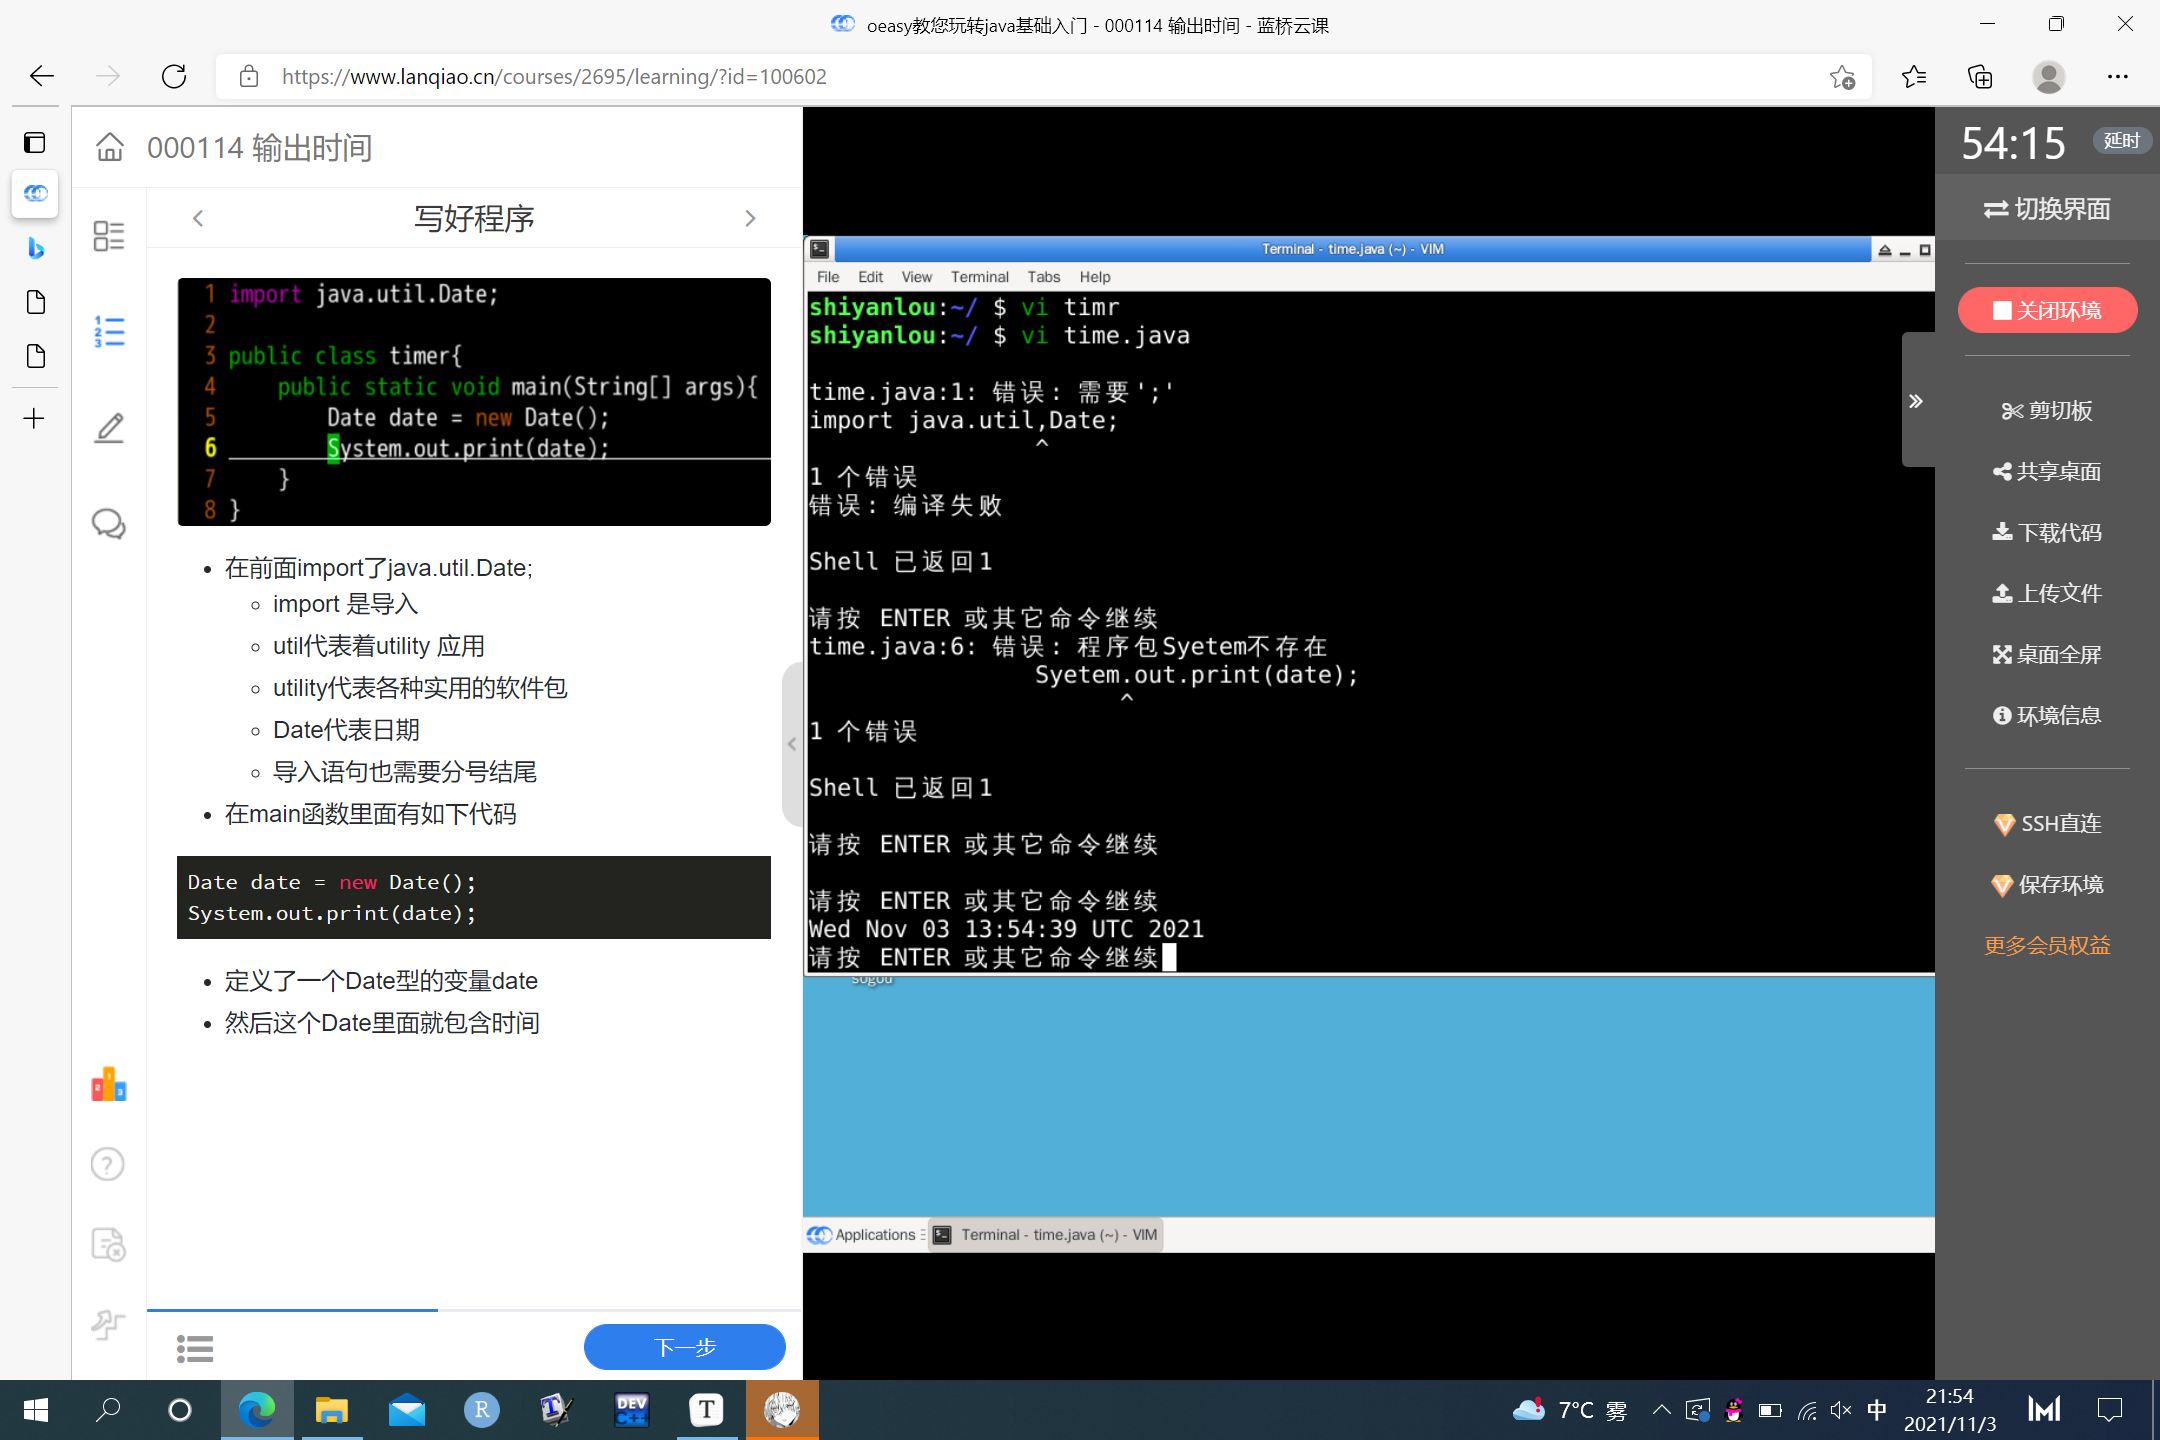 oeasy教您玩转java基础入门 - 000114 输出时间 - 蓝桥云课
https://www.lanqiao.cn/courses/2695/learning/?id=100602
000114 输出时间
写好程序
1 import java.util.Date;
2
3 public class timer{
4 public static void main(String[] args){
5 Date date = new Date();
6 System.out.print(date);
7 }
8 }
在前面import了java.util.Date;
import 是导入
util代表着utility 应用
utility代表各种实用的软件包
Date代表日期
导入语句也需要分号结尾
在main函数里面有如下代码
Date date = new Date();
System.out.print(date);
定义了一个Date型的变量date
然后这个Date里面就包含时间
下一步
Terminal - time.java (~) - VIM
File Edit View Terminal Tabs Help
shiyanlou:~/ $ vi timr
shiyanlou:~/ $ vi time.java
time.java:1: 错误: 需要';'
import java.util,Date;
^
1 个错误
错误: 编译失败
Shell 已返回1
请按 ENTER 或其它命令继续
time.java:6: 错误: 程序包Syetem不存在
Syetem.out.print(date);
^
1 个错误
Shell 已返回1
请按 ENTER 或其它命令继续
请按 ENTER 或其它命令继续
Wed Nov 03 13:54:39 UTC 2021
请按 ENTER 或其它命令继续
sogou
Applications
Terminal - time.java (~) - VIM
54:15 延时
切换界面
关闭环境
剪切板
共享桌面
下载代码
上传文件
桌面全屏
环境信息
SSH直连
保存环境
更多会员权益
R
DEV C++
T
7°C 雾
中
21:54
2021/11/3